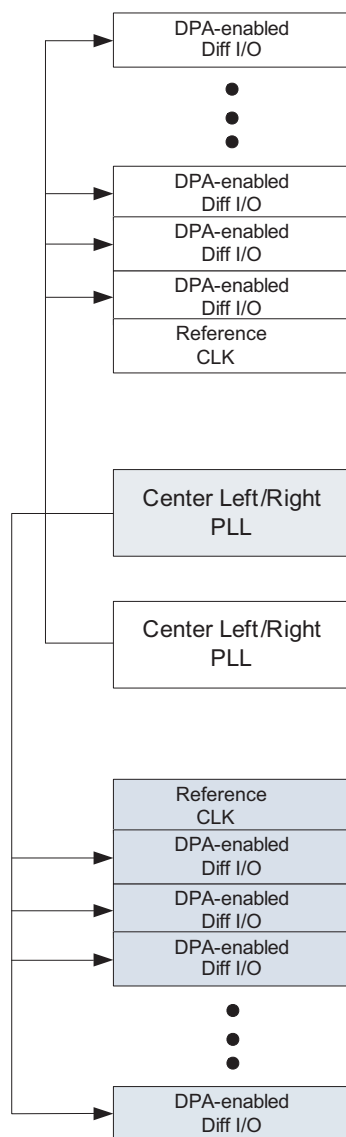 DPA-enabled
Diff I/O
DPA-enabled
Diff I/O
DPA-enabled
Diff I/O
DPA-enabled
Diff I/O
Reference
CLK
Center Left/Right
PLL
Center Left/Right
PLL
Reference
CLK
DPA-enabled
Diff I/O
DPA-enabled
Diff I/O
DPA-enabled
Diff I/O
DPA-enabled
Diff I/O